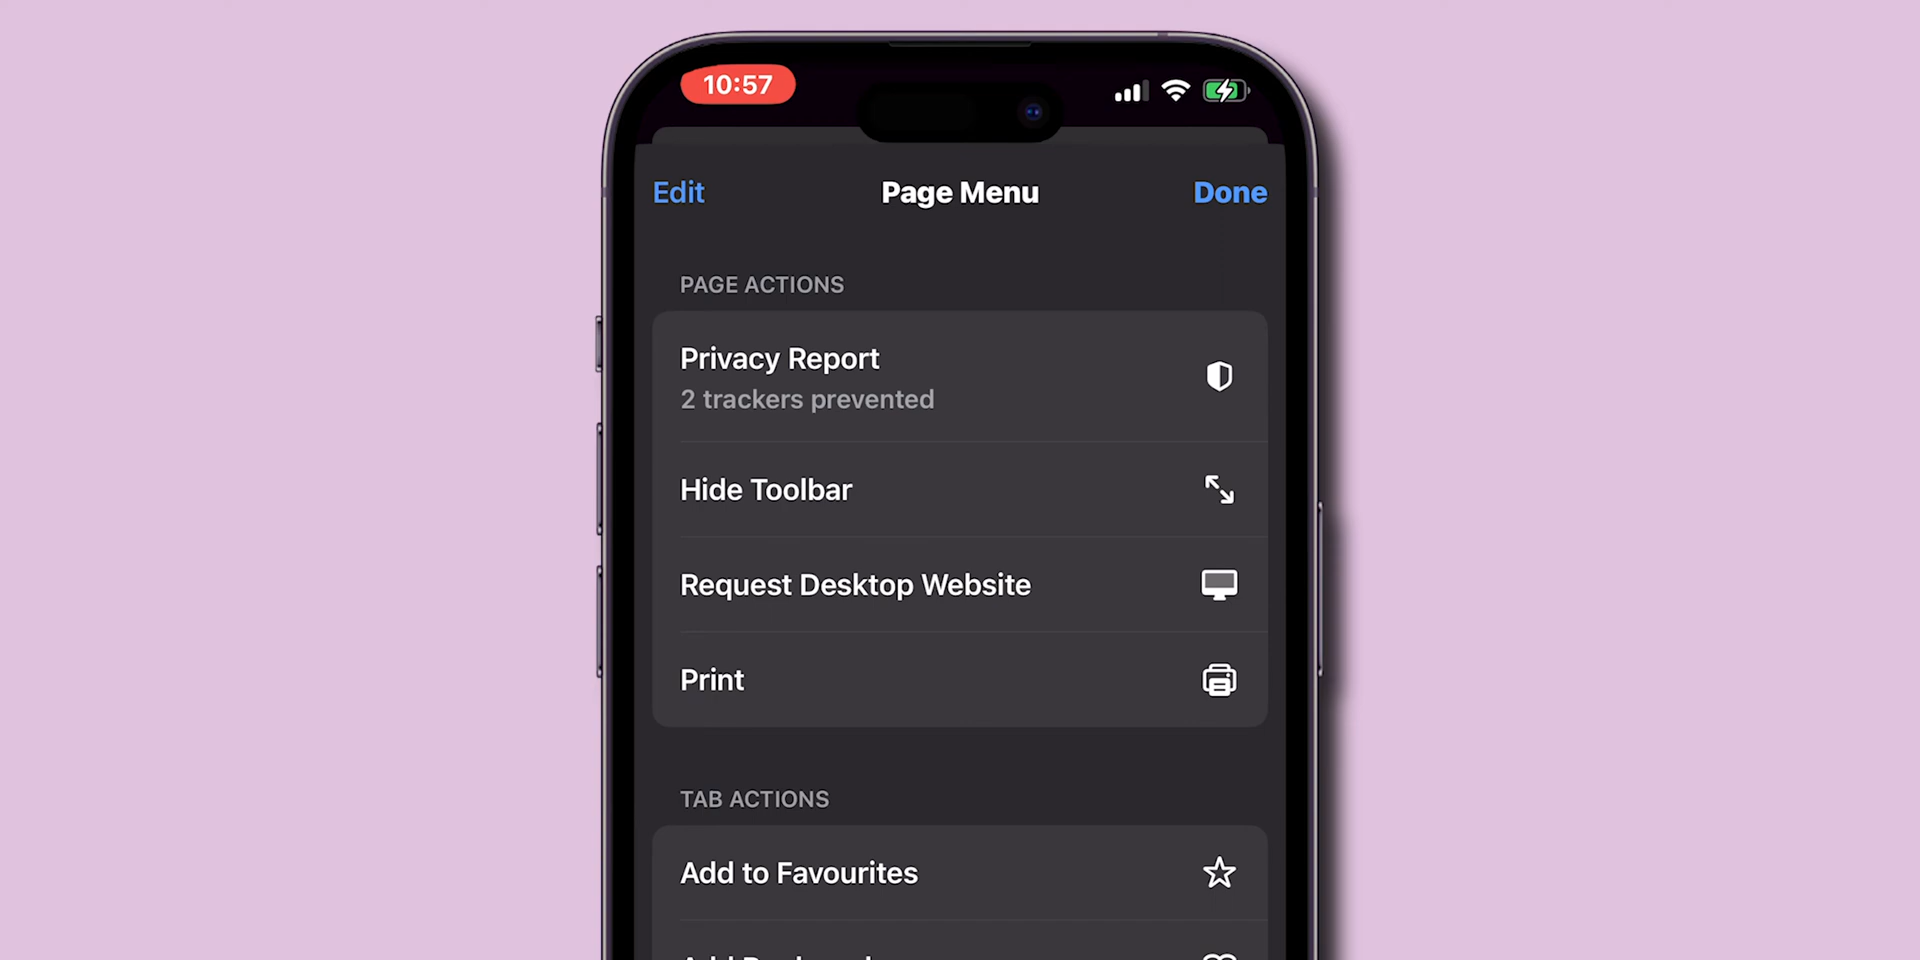 10:57
Edit Page Menu Done
PAGE ACTIONS
Privacy Report
2 trackers prevented
Hide Toolbar
Request Desktop Website
Print
TAB ACTIONS
Add to Favourites